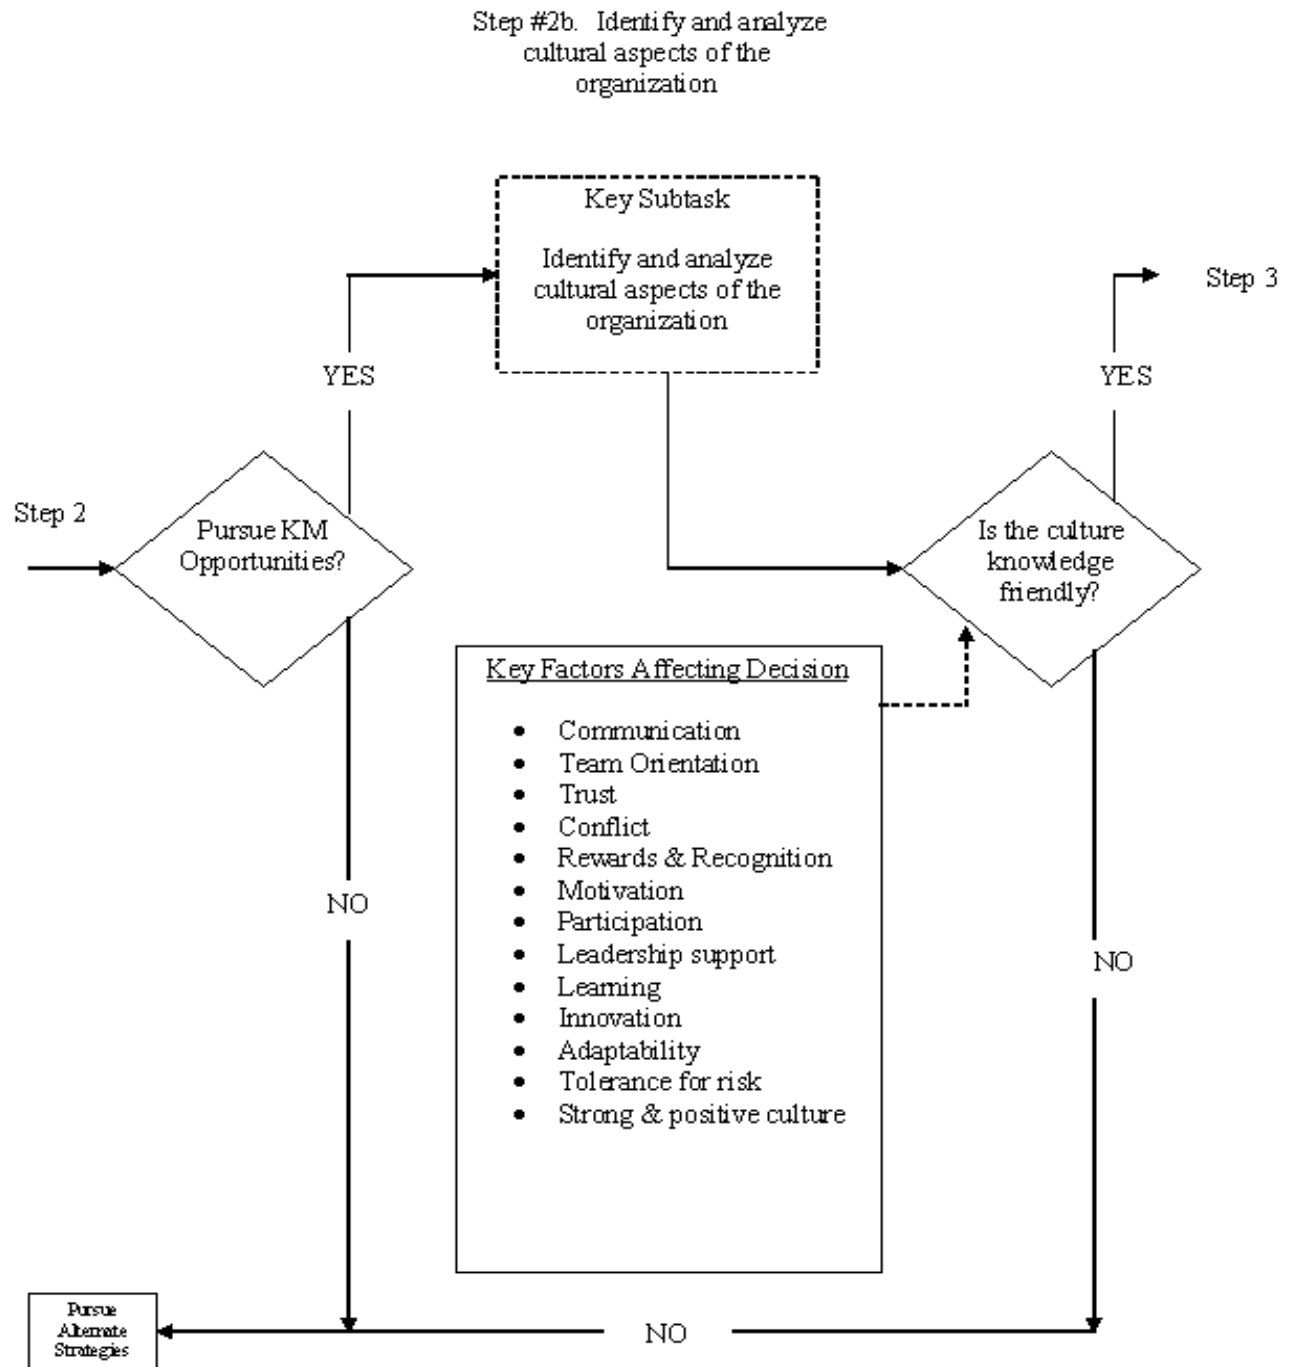 Step #2b. Identify and analyze
cultural aspects of the
organization
Key Subtask
Identify and analyze
cultural aspects of the
organization
Step 3
YES
YES
Step 2
Pursue KM
Opportunities?
Is the culture
knowledge
friendly?
Key Factors Affecting Decision
• Communication
• Team Orientation
• Trust
• Conflict
• Rewards & Recognition
• Motivation
• Participation
• Leadership support
• Learning
• Innovation
• Adaptability
• Tolerance for risk
• Strong & positive culture
NO
NO
Pursue
Alternate
Strategies
NO